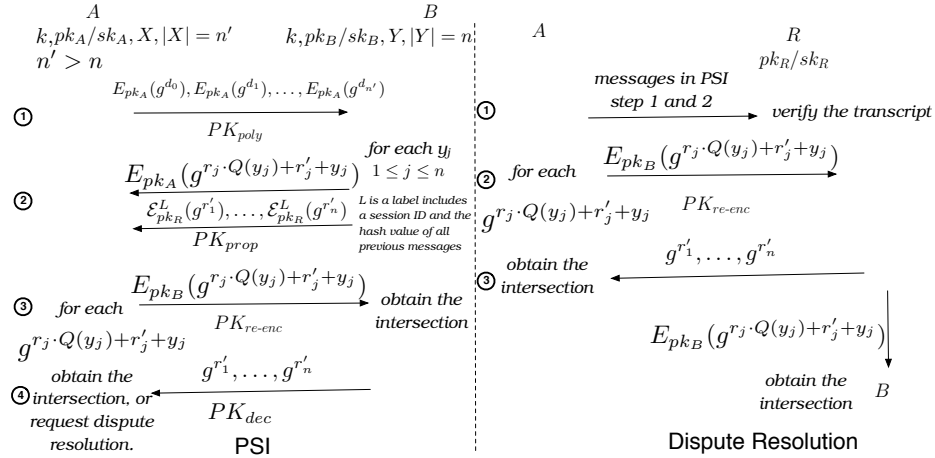 A
k, pk_A/sk_A, X, |X| = n'
n' > n
B
k, pk_B/sk_B, Y, |Y| = n
1
E_{pk_A}(g^{d_0}), E_{pk_A}(g^{d_1}), . . . , E_{pk_A}(g^{d_{n'}})
PK_{poly}
2
E_{pk_A}(g^{r_j·Q(y_j)+r'_j+y_j})
for each y_j
1 ≤ j ≤ n
ℰ^L_{pk_R}(g^{r'_1}), . . . , ℰ^L_{pk_R}(g^{r'_n})
PK_{prop}
L is a label includes
a session ID and the
hash value of all
previous messages
3
for each
g^{r_j·Q(y_j)+r'_j+y_j}
E_{pk_B}(g^{r_j·Q(y_j)+r'_j+y_j})
PK_{re-enc}
obtain the
intersection
4
obtain the
intersection, or
request dispute
resolution.
g^{r'_1}, . . . , g^{r'_n}
PK_{dec}
PSI
A
R
pk_R/sk_R
1
messages in PSI
step 1 and 2
verify the transcript
2
for each
g^{r_j·Q(y_j)+r'_j+y_j}
E_{pk_B}(g^{r_j·Q(y_j)+r'_j+y_j})
PK_{re-enc}
3
obtain the
intersection
g^{r'_1}, . . . , g^{r'_n}
E_{pk_B}(g^{r_j·Q(y_j)+r'_j+y_j})
obtain the
intersection
B
Dispute Resolution